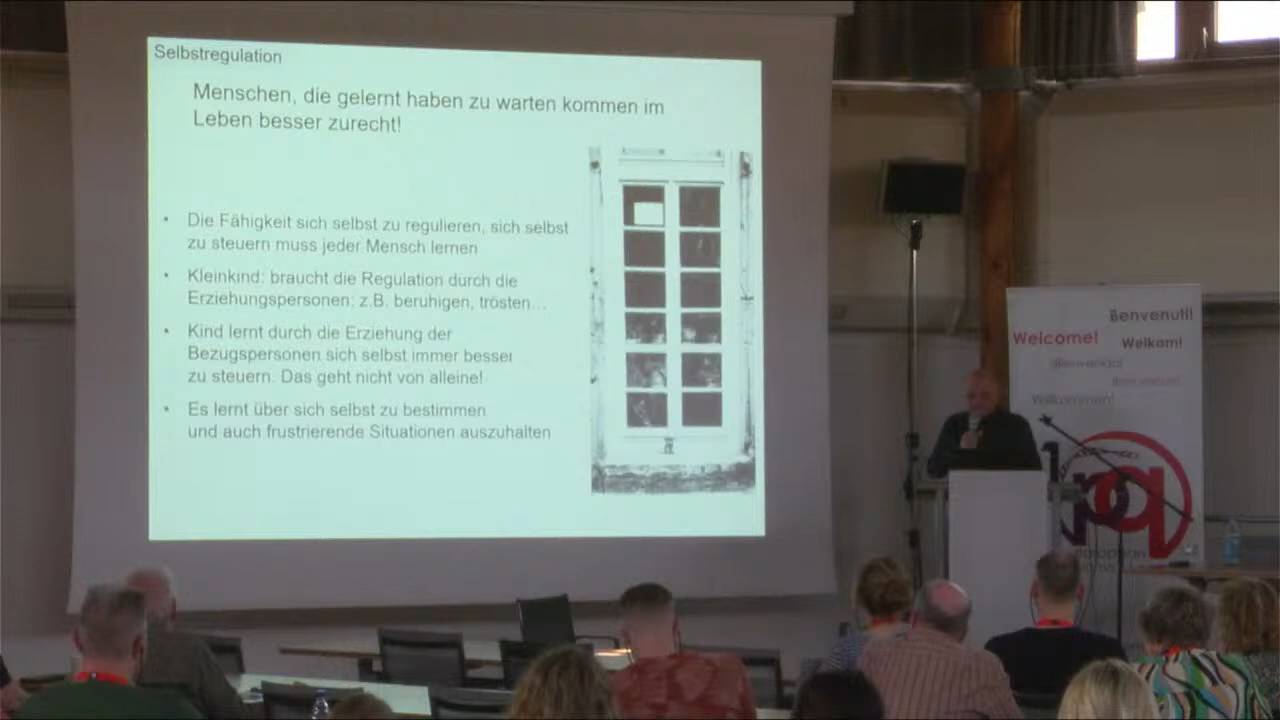 Selbstregulation
Menschen, die gelernt haben zu warten kommen im
Leben besser zurecht!
• Die Fähigkeit sich selbst zu regulieren, sich selbst
zu steuern muss jeder Mensch lernen
• Kleinkind: braucht die Regulation durch die
Erziehungspersonen: z.B. beruhigen, trösten…
• Kind lernt durch die Erziehung der
Bezugspersonen sich selbst immer besser
zu steuern. Das geht nicht von alleine!
• Es lernt über sich selbst zu bestimmen
und auch frustrierende Situationen auszuhalten
Benvenuti!
Welcome!
Welkom!
Willkommen!